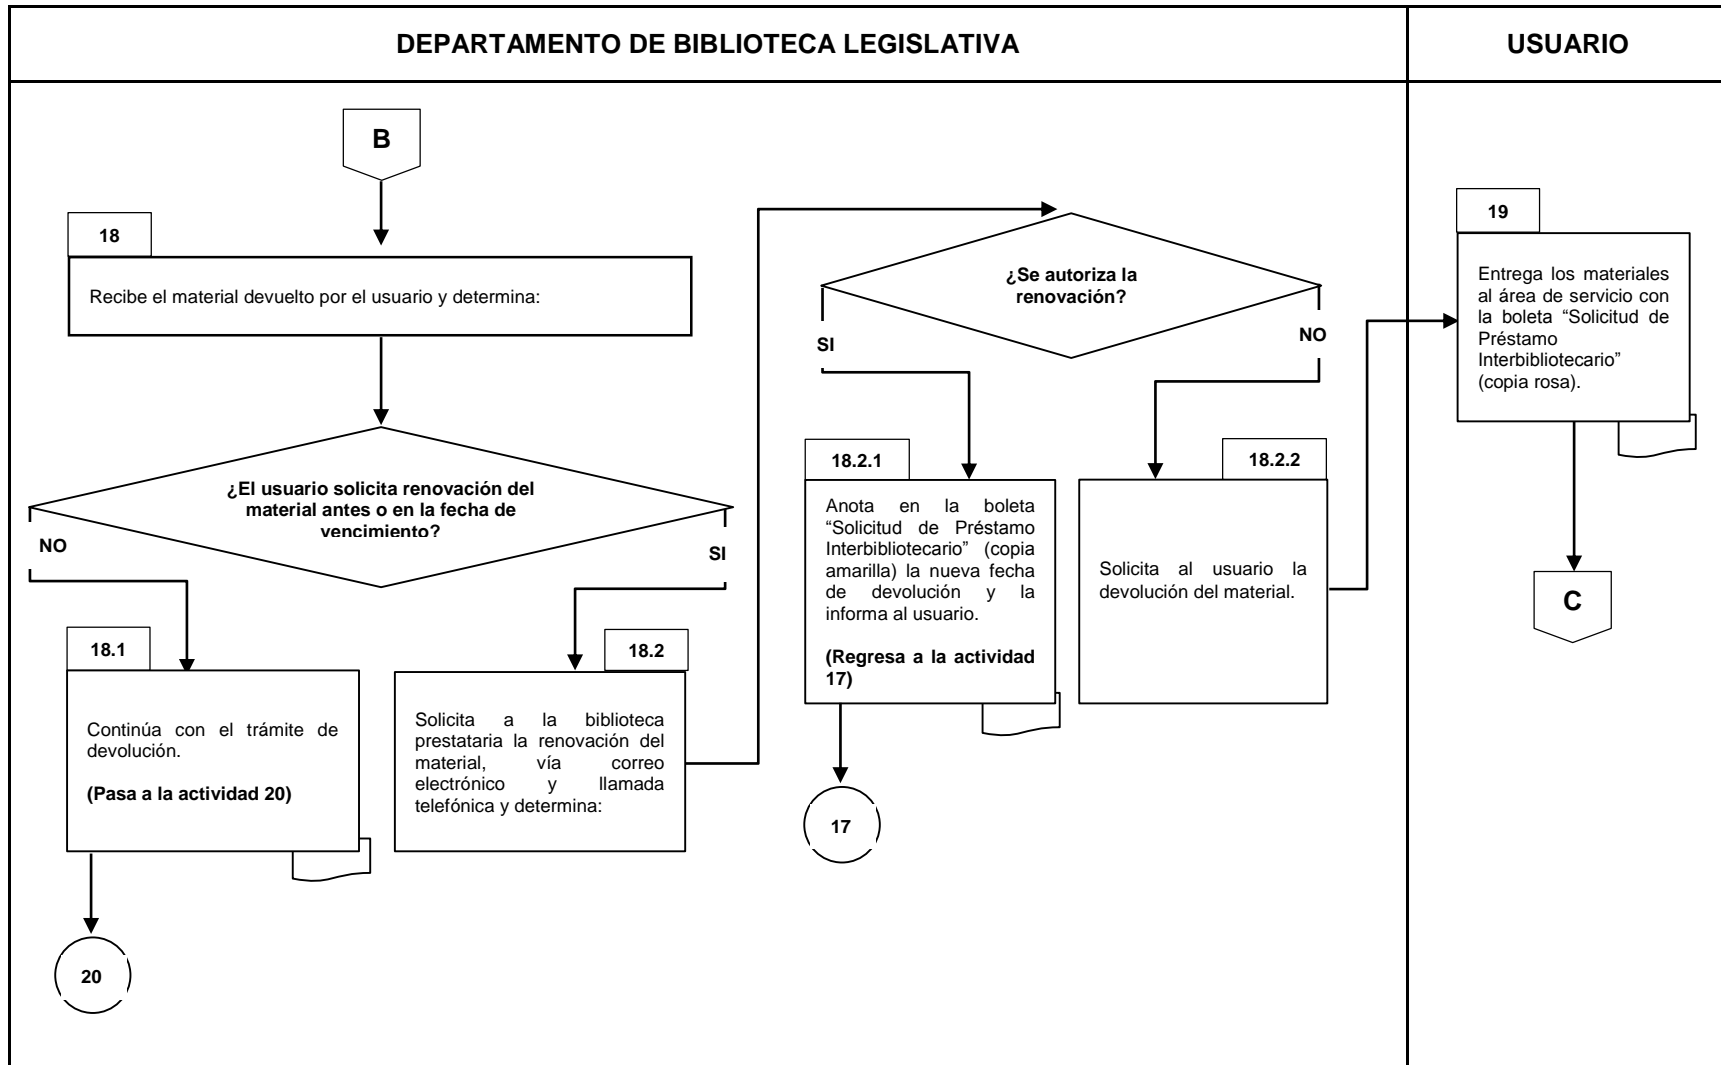 DEPARTAMENTO DE BIBLIOTECA LEGISLATIVA
USUARIO
B
18
Recibe el material devuelto por el usuario y determina:
¿El usuario solicita renovación del
material antes o en la fecha de
vencimiento?
NO
SI
18.1
Continúa con el trámite de
devolución.
(Pasa a la actividad 20)
20
18.2
Solicita a la biblioteca
prestataria la renovación del
material, vía correo
electrónico y llamada
telefónica y determina:
¿Se autoriza la
renovación?
SI
NO
18.2.1
Anota en la boleta
“Solicitud de Préstamo
Interbibliotecario” (copia
amarilla) la nueva fecha
de devolución y la
informa al usuario.
(Regresa a la actividad
17)
17
18.2.2
Solicita al usuario la
devolución del material.
19
Entrega los materiales
al área de servicio con
la boleta “Solicitud de
Préstamo
Interbibliotecario”
(copia rosa).
C